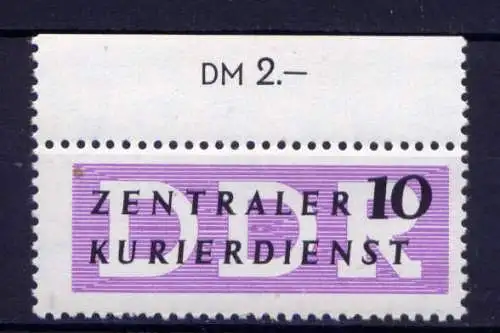 DM 2.—
DDR
ZENTRALER 10
KURIERDIENST